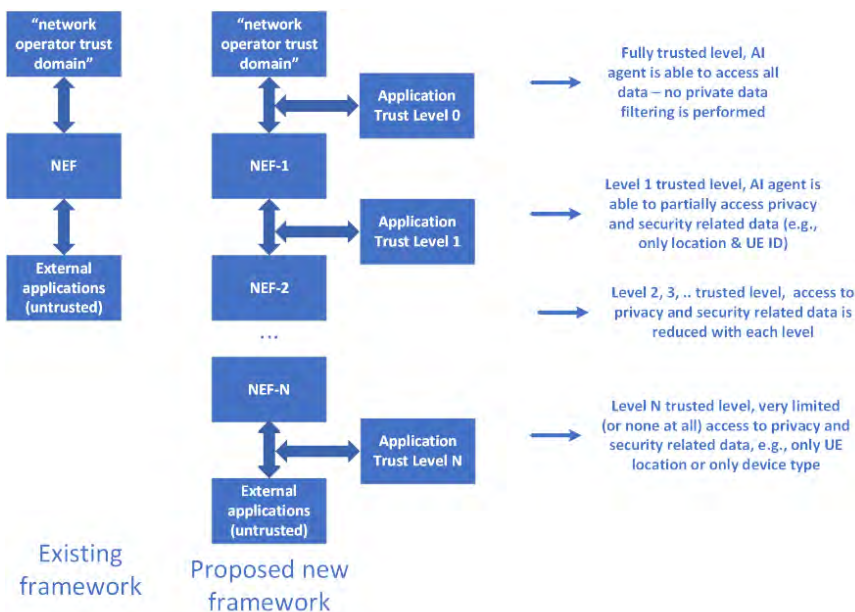 “network
operator trust
domain”
NEF
External
applications
(untrusted)
Existing
framework
“network
operator trust
domain”
NEF-1
NEF-2
...
NEF-N
External
applications
(untrusted)
Proposed new
framework
Application
Trust Level 0
Application
Trust Level 1
Application
Trust Level N
Fully trusted level, AI
agent is able to access all
data – no private data
filtering is performed
Level 1 trusted level, AI agent is
able to partially access privacy
and security related data (e.g.,
only location & UE ID)
Level 2, 3, .. trusted level, access to
privacy and security related data is
reduced with each level
Level N trusted level, very limited
(or none at all) access to privacy and
security related data, e.g., only UE
location or only device type